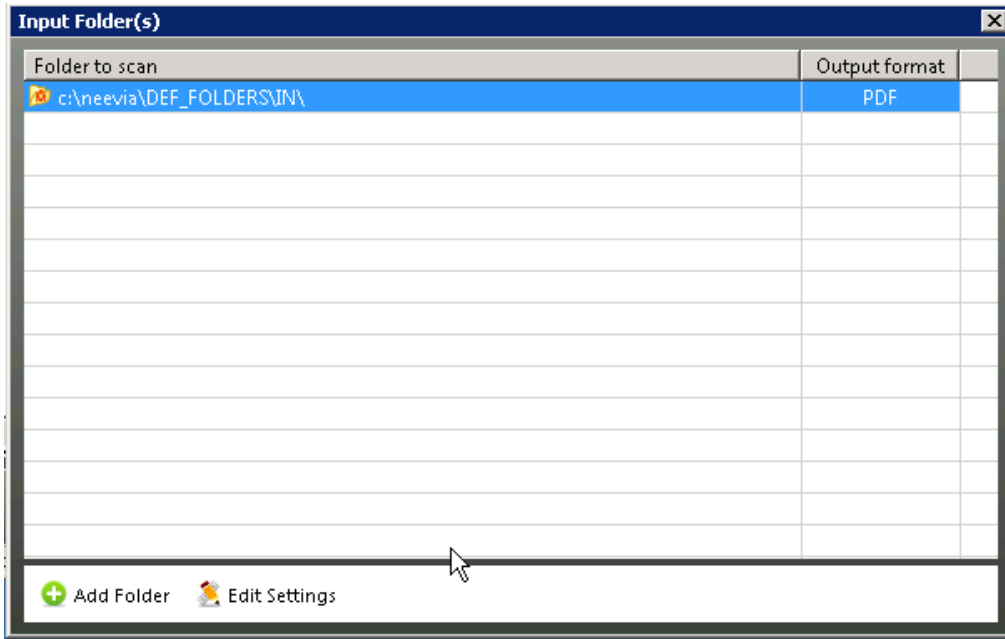 Input Folder(s)
Folder to scan Output format
c:\neevia\DEF_FOLDERS\IN\ PDF
Add Folder Edit Settings